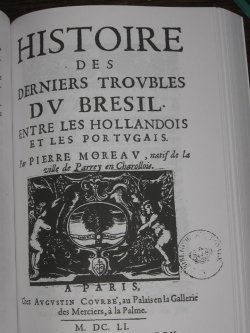 HISTOIRE
DES
DERNIERS TROVBLES
DV BRESIL.
ENTRE LES HOLLANDOIS
ET LES PORTVGAIS.
Par PIERRE MOREAV, natif de la
ville de Parrey en Charollois.
A PARIS,
Chez AVGVSTIN COVRBÉ, au Palais en la Gallerie
des Merciers, à la Palme.
M. DC. LI.